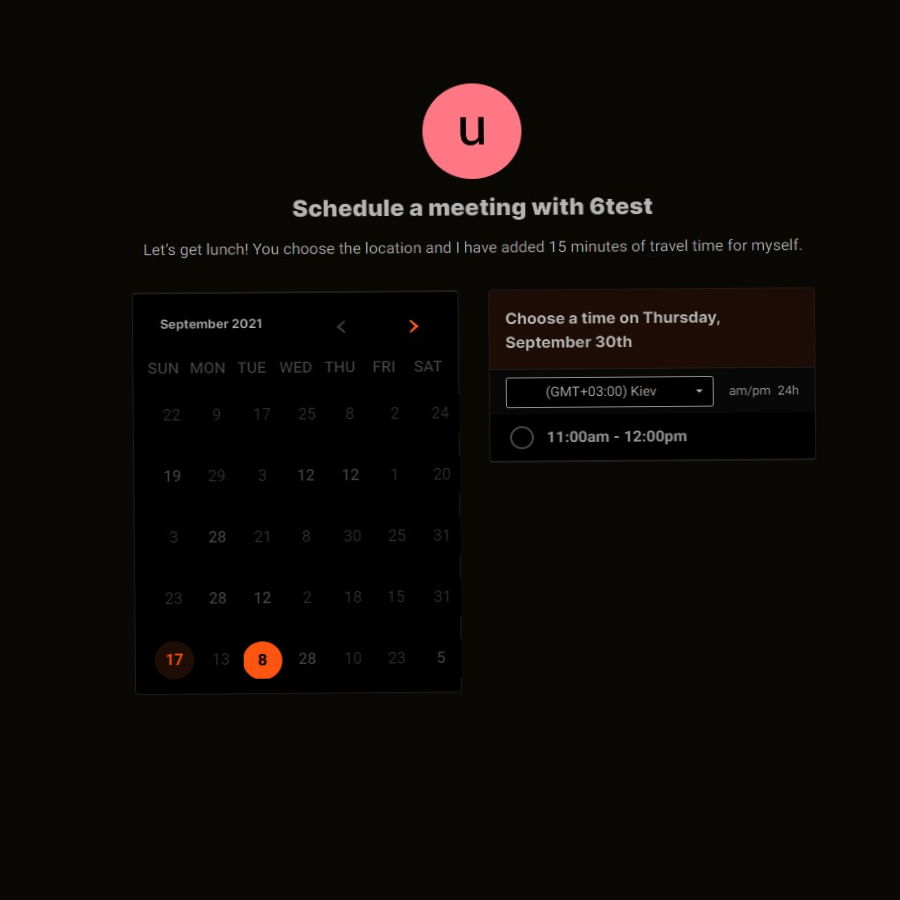 u
Schedule a meeting with 6test
Let's get lunch! You choose the location and I have added 15 minutes of travel time for myself.
September 2021
SUN MON TUE WED THU FRI SAT
22 9 17 25 8 2 24
19 29 3 12 12 1 20
3 28 21 8 30 25 31
23 28 12 2 18 15 31
17 13 8 28 10 23 5
Choose a time on Thursday,
September 30th
(GMT+03:00) Kiev am/pm 24h
11:00am - 12:00pm